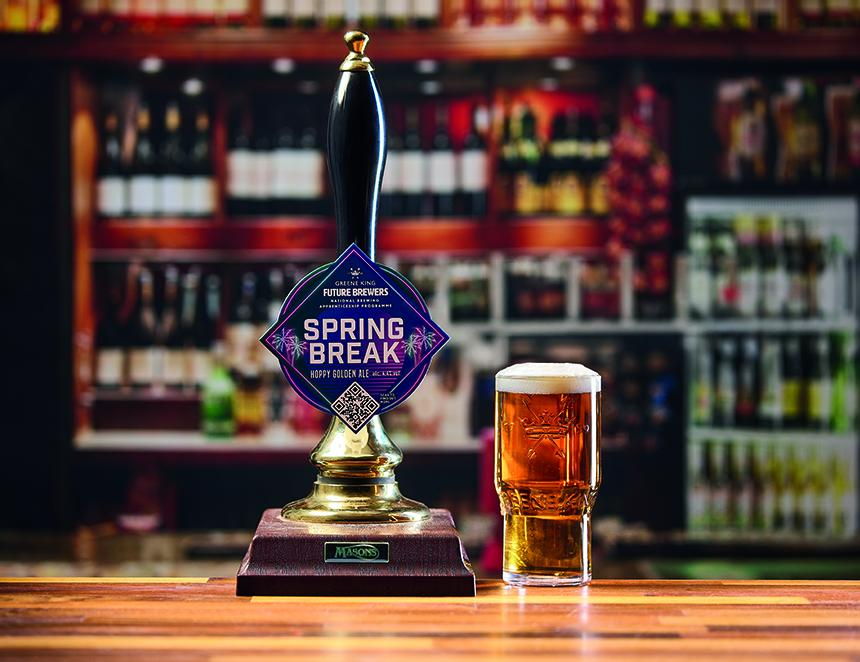 GREENE KING
FUTURE BREWERS
NATIONAL BREWING
APPRENTICESHIP PROGRAMME
SPRING
BREAK
HOPPY GOLDEN ALE
MASONS